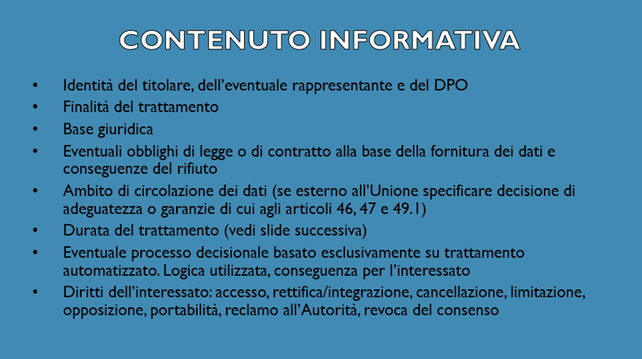 CONTENUTO INFORMATIVA
• Identità del titolare, dell’eventuale rappresentante e del DPO
• Finalità del trattamento
• Base giuridica
• Eventuali obblighi di legge o di contratto alla base della fornitura dei dati e
conseguenze del rifiuto
• Ambito di circolazione dei dati (se esterno all’Unione specificare decisione di
adeguatezza o garanzie di cui agli articoli 46, 47 e 49.1)
• Durata del trattamento (vedi slide successiva)
• Eventuale processo decisionale basato esclusivamente su trattamento
automatizzato. Logica utilizzata, conseguenza per l’interessato
• Diritti dell’interessato: accesso, rettifica/integrazione, cancellazione, limitazione,
opposizione, portabilità, reclamo all’Autorità, revoca del consenso